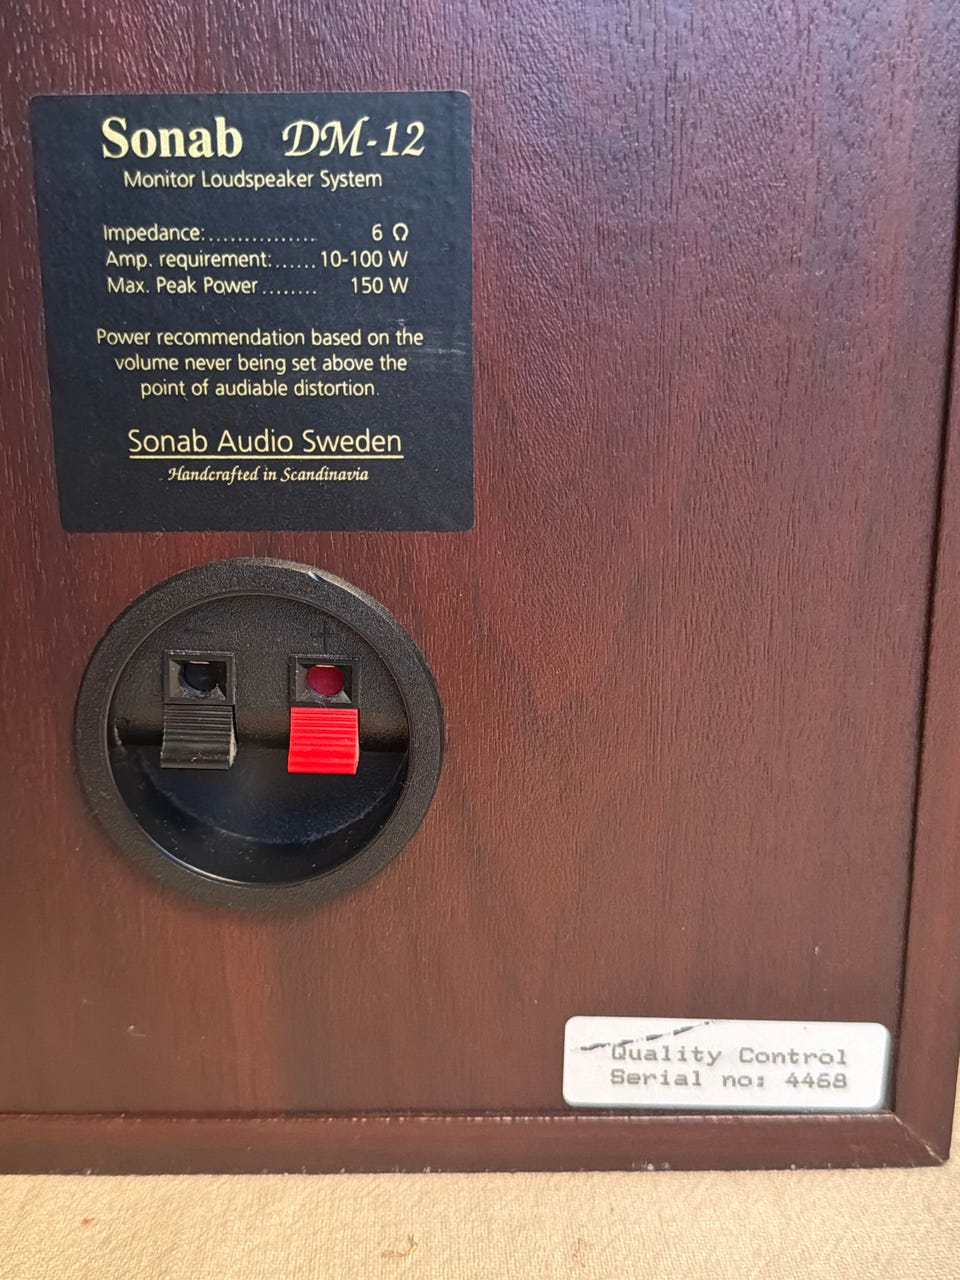 Sonab DM-12
Monitor Loudspeaker System
Impedance:............... 6 Ω
Amp. requirement:...... 10-100 W
Max. Peak Power ........ 150 W
Power recommendation based on the
volume never being set above the
point of audiable distortion.
Sonab Audio Sweden
Handcrafted in Scandinavia
- +
Quality Control
Serial no: 4468